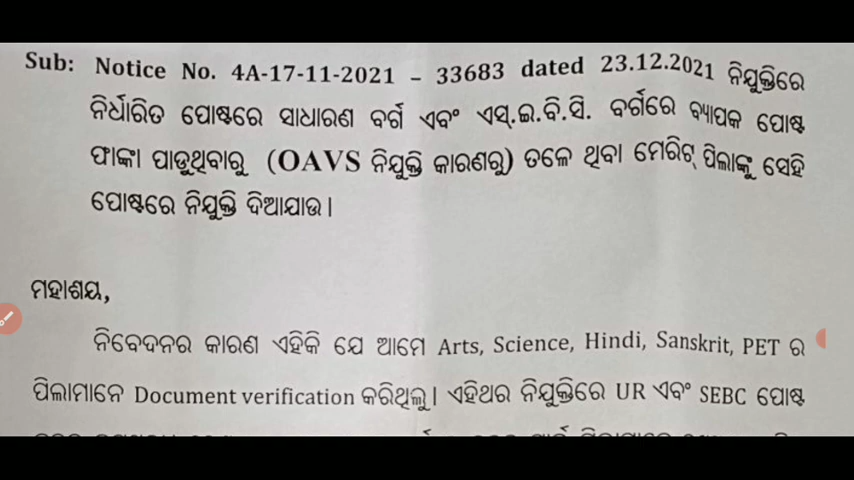 Sub: Notice No. 4A-17-11-2021 – 33683 dated 23.12.2021 ନିଯୁକ୍ତିରେ
ନିର୍ଧାରିତ ପୋଷ୍ଟରେ ସାଧାରଣ ବର୍ଗ ଏବଂ ଏସ୍.ଇ.ବି.ସି. ବର୍ଗରେ ବ୍ୟାପକ ପୋଷ୍ଟ
ଫାଙ୍କା ପାଡୁଥିବାରୁ (OAVS ନିଯୁକ୍ତି କାରଣରୁ) ତଳେ ଥିବା ମେରିଟ୍ ପିଲାଙ୍କୁ ସେହି
ପୋଷ୍ଟରେ ନିଯୁକ୍ତି ଦିଆଯାଉ।
ମହାଶୟ,
ନିବେଦନର କାରଣ ଏହିକି ଯେ ଆମେ Arts, Science, Hindi, Sanskrit, PET ର
ପିଲାମାନେ Document verification କରିଥିଲୁ। ଏହିଥର ନିଯୁକ୍ତିରେ UR ଏବଂ SEBC ପୋଷ୍ଟ